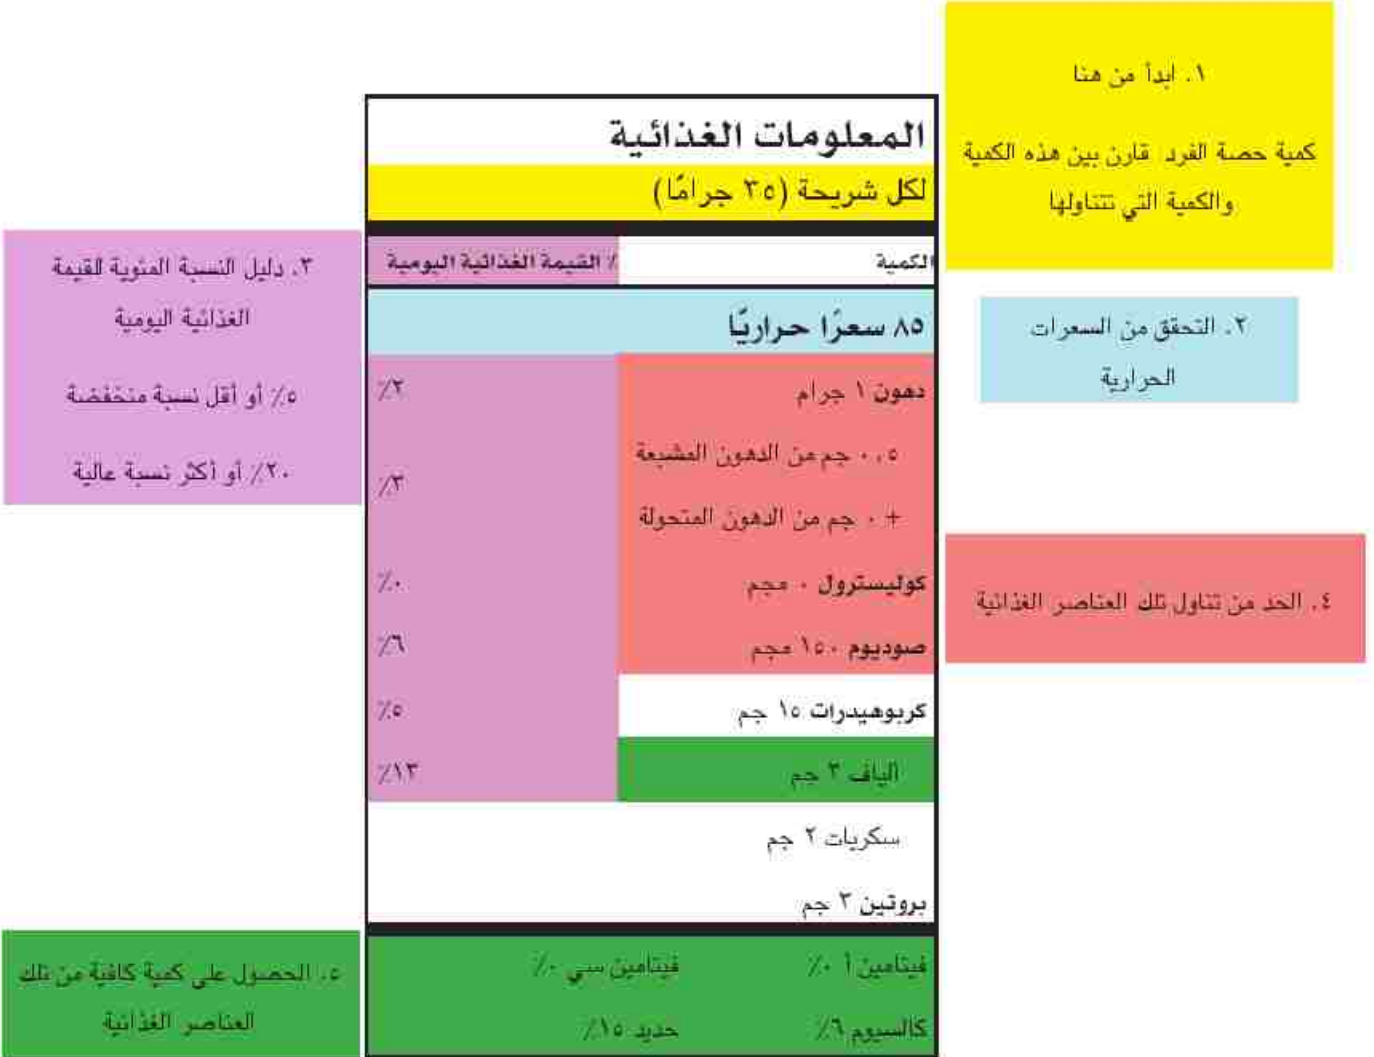 ١. ابدأ من هنا
كمية حصة الفرد قارن بين هذه الكمية
والكمية التي تتناولها
المعلومات الغذائية
لكل شريحة (٣٥ جرامًا)
الكمية
٪ القيمة الغذائية اليومية
٨٥ سعرًا حراريًا
دهون ١ جرام ٢٪
٠,٥ جم من الدهون المشبعة
٣٪
+ ٠ جم من الدهون المتحولة
كوليسترول ٠ مجم ٠٪
صوديوم ١٥٠ مجم ٦٪
كربوهيدرات ١٥ جم ٥٪
ألياف ٣ جم ١٣٪
سكريات ٢ جم
بروتين ٣ جم
فيتامين أ ٠٪ فيتامين سي ٠٪
كالسيوم ٦٪ حديد ١٥٪
٢. التحقق من السعرات
الحرارية
٣. دليل النسبة المئوية للقيمة
الغذائية اليومية
٥٪ أو أقل نسبة منخفضة
٢٠٪ أو أكثر نسبة عالية
٤. الحد من تناول تلك العناصر الغذائية
٥. الحصول على كمية كافية من تلك
العناصر الغذائية